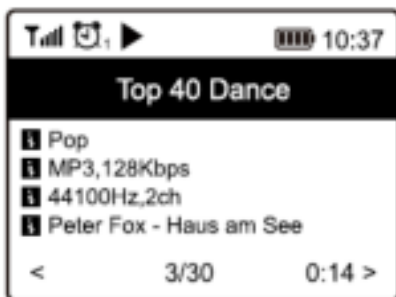 1 10:37
Top 40 Dance
i Pop
i MP3,128Kbps
i 44100Hz,2ch
i Peter Fox - Haus am See
< 3/30 0:14 >